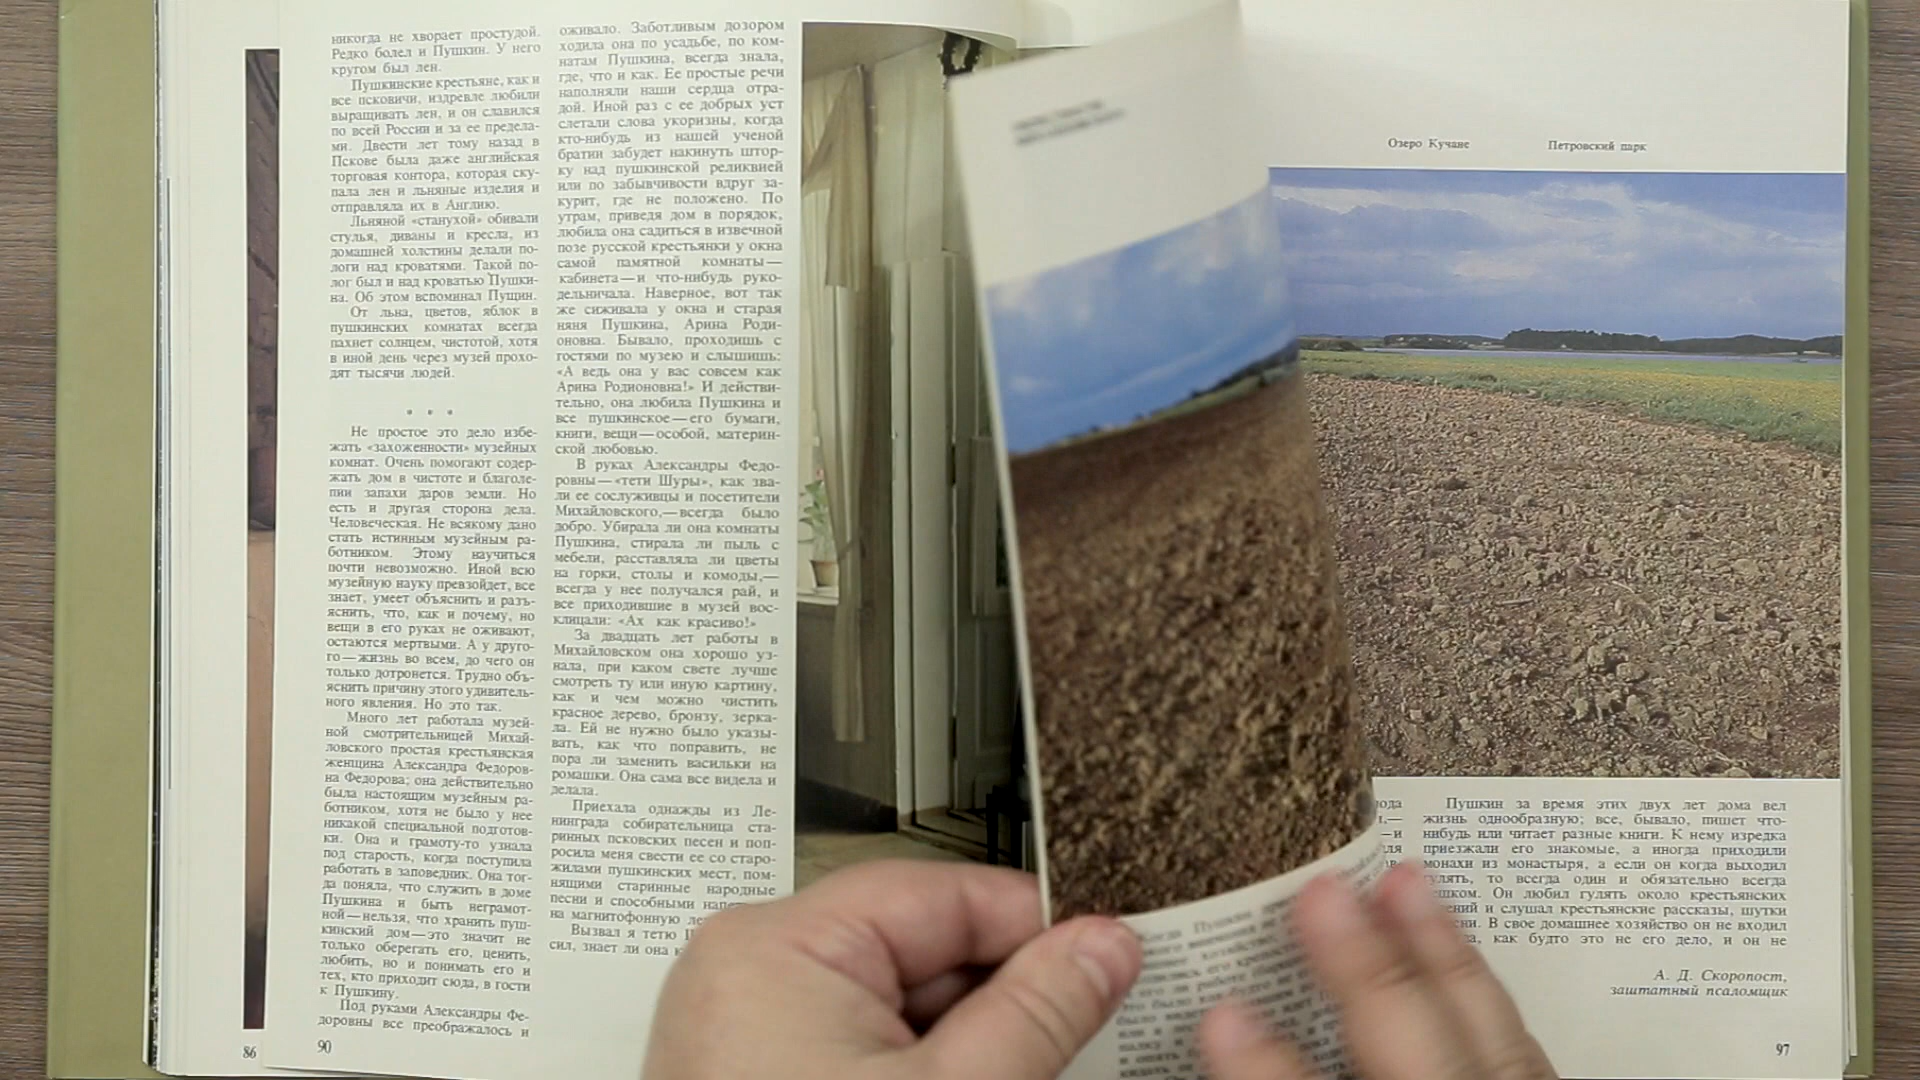 никогда не хворает простудой.
Редко болел и Пушкин. У него
кругом был лен.
Пушкинские крестьяне, как и
все псковичи, издревле любили
выращивать лен, и он славился
по всей России и за ее предела-
ми. Двести лет тому назад в
Пскове была даже английская
торговая контора, которая ску-
пала лен и льняные изделия и
отправляла их в Англию.
Льняной «станухой» обивали
стулья, диваны и кресла, из
домашней холстины делали по-
логи над кроватями. Такой по-
лог был и над кроватью Пушки-
на. Об этом вспоминал Пущин.
От льна, цветов, яблок в
пушкинских комнатах всегда
пахнет солнцем, чистотой, хотя
в иной день через музей прохо-
дят тысячи людей.
* * *
Не простое это дело избе-
жать «захоженности» музейных
комнат. Очень помогают содер-
жать дом в чистоте и благоле-
пии запахи даров земли. Но
есть и другая сторона дела.
Человеческая. Не всякому дано
стать истинным музейным ра-
ботником. Этому научиться
почти невозможно. Иной всю
музейную науку превзойдет, все
знает, умеет объяснить и разъ-
яснить, что, как и почему, но
вещи в его руках не оживают,
остаются мертвыми. А у друго-
го—жизнь во всем, до чего он
только дотронется. Трудно объ-
яснить причину этого удивитель-
ного явления. Но это так.
Много лет работала музей-
ной смотрительницей Михай-
ловского простая крестьянская
женщина Александра Федоров-
на Федорова; она действительно
была настоящим музейным ра-
ботником, хотя не было у нее
никакой специальной подготов-
ки. Она и грамоту-то узнала
под старость, когда поступила
работать в заповедник. Она тог-
да поняла, что служить в доме
Пушкина и быть неграмот-
ной—нельзя, что хранить пуш-
кинский дом—это значит не
только оберегать его, ценить,
любить, но и понимать его и
тех, кто приходит сюда, в гости
к Пушкину.
Под руками Александры Фе-
доровны все преображалось и
86
90
оживало. Заботливым дозором
ходила она по усадьбе, по ком-
натам Пушкина, всегда знала,
где, что и как. Ее простые речи
наполняли наши сердца отра-
дой. Иной раз с ее добрых уст
слетали слова укоризны, когда
кто-нибудь из нашей ученой
братии забудет накинуть штор-
ку над пушкинской реликвией
или по забывчивости вдруг за-
курит, где не положено. По
утрам, приведя дом в порядок,
любила она садиться в извечной
позе русской крестьянки у окна
самой памятной комнаты—
кабинета—и что-нибудь руко-
дельничала. Наверное, вот так
же сиживала у окна и старая
няня Пушкина, Арина Роди-
оновна. Бывало, проходишь с
гостями по музею и слышишь:
«А ведь она у вас совсем как
Арина Родионовна!» И действи-
тельно, она любила Пушкина и
все пушкинское—его бумаги,
книги, вещи—особой, материн-
ской любовью.
В руках Александры Федо-
ровны—«тети Шуры», как зва-
ли ее сослуживцы и посетители
Михайловского,—всегда было
добро. Убирала ли она комнаты
Пушкина, стирала ли пыль с
мебели, расставляла ли цветы
на горки, столы и комоды,—
всегда у нее получался рай, и
все приходившие в музей вос-
клицали: «Ах как красиво!»
За двадцать лет работы в
Михайловском она хорошо уз-
нала, при каком свете лучше
смотреть ту или иную картину,
как и чем можно чистить
красное дерево, бронзу, зерка-
ла. Ей не нужно было указы-
вать, как что поправить, не
пора ли заменить васильки на
ромашки. Она сама все видела и
делала.
Приехала однажды из Ле-
нинграда собирательница ста-
ринных псковских песен и поп-
росила меня свести ее со старо-
жилами пушкинских мест, пом-
нящими старинные народные
песни и способными
на магнитофонную
Вызвал я тетю
сил, знает ли она
Озеро Кучане
Петровский парк
Когда Пушкин
Пушкин за время этих двух лет дома вел
жизнь однообразную; все, бывало, пишет что-
нибудь или читает разные книги. К нему изредка
приезжали его знакомые, а иногда приходили
монахи из монастыря, а если он когда выходил
гулять, то всегда один и обязательно всегда
Он любил гулять около крестьянских
и слушал крестьянские рассказы, шутки
В свое домашнее хозяйство он не входил
как будто это не его дело, и он не
А. Д. Скоропост,
заштатный псаломщик
97